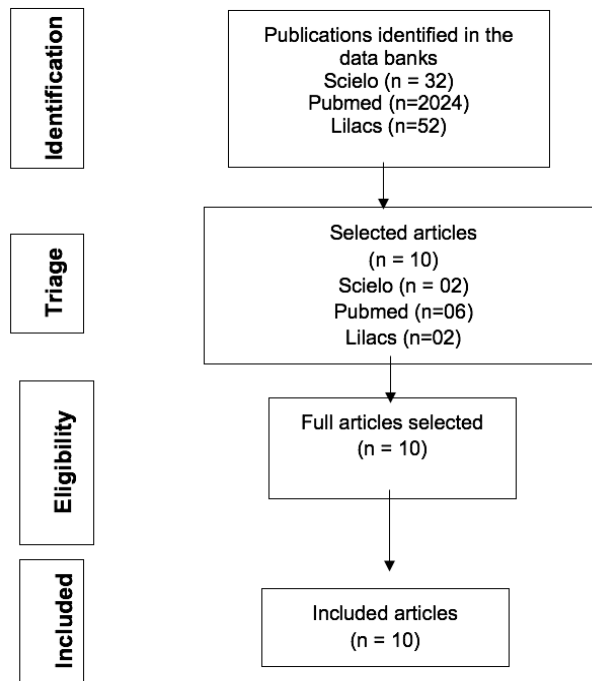 Identification
Publications identified in the
data banks
Scielo (n = 32)
Pubmed (n=2024)
Lilacs (n=52)
Triage
Selected articles
(n = 10)
Scielo (n = 02)
Pubmed (n=06)
Lilacs (n=02)
Eligibility
Full articles selected
(n = 10)
Included
Included articles
(n = 10)